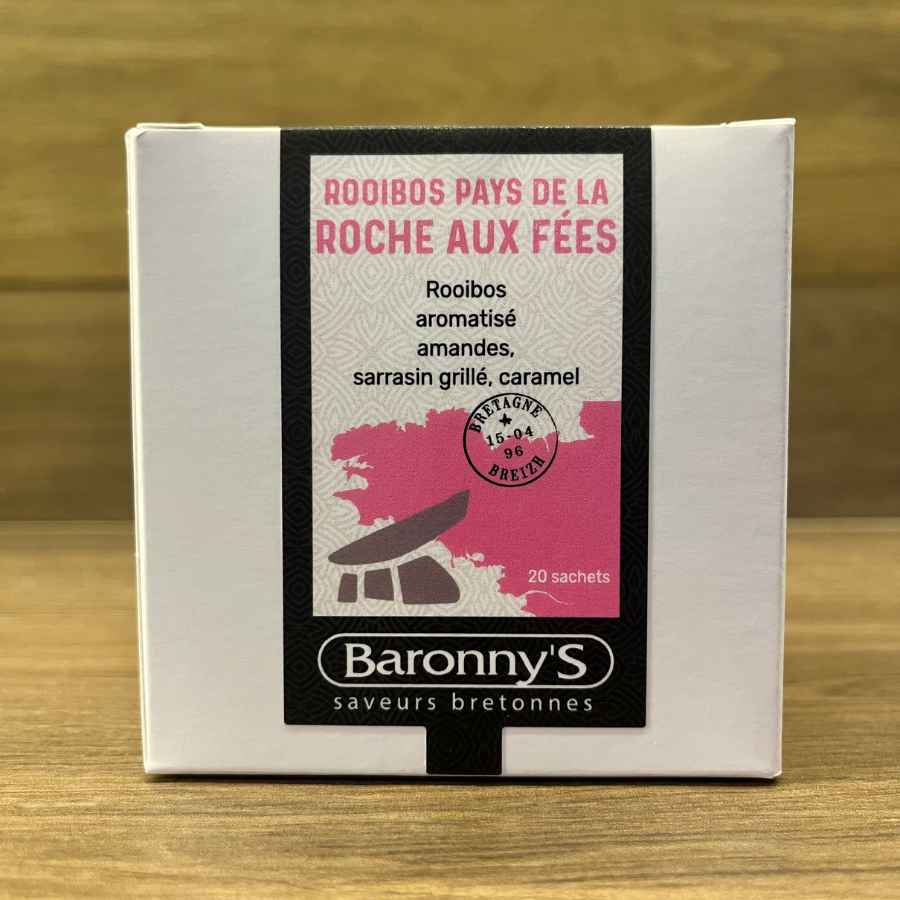 ROOIBOS PAYS DE LA
ROCHE AUX FÉES
Rooibos
aromatisé
amandes,
sarrasin grillé, caramel
BRETAGNE
15-04
96
BREIZH
20 sachets
Baronny'S
saveurs bretonnes